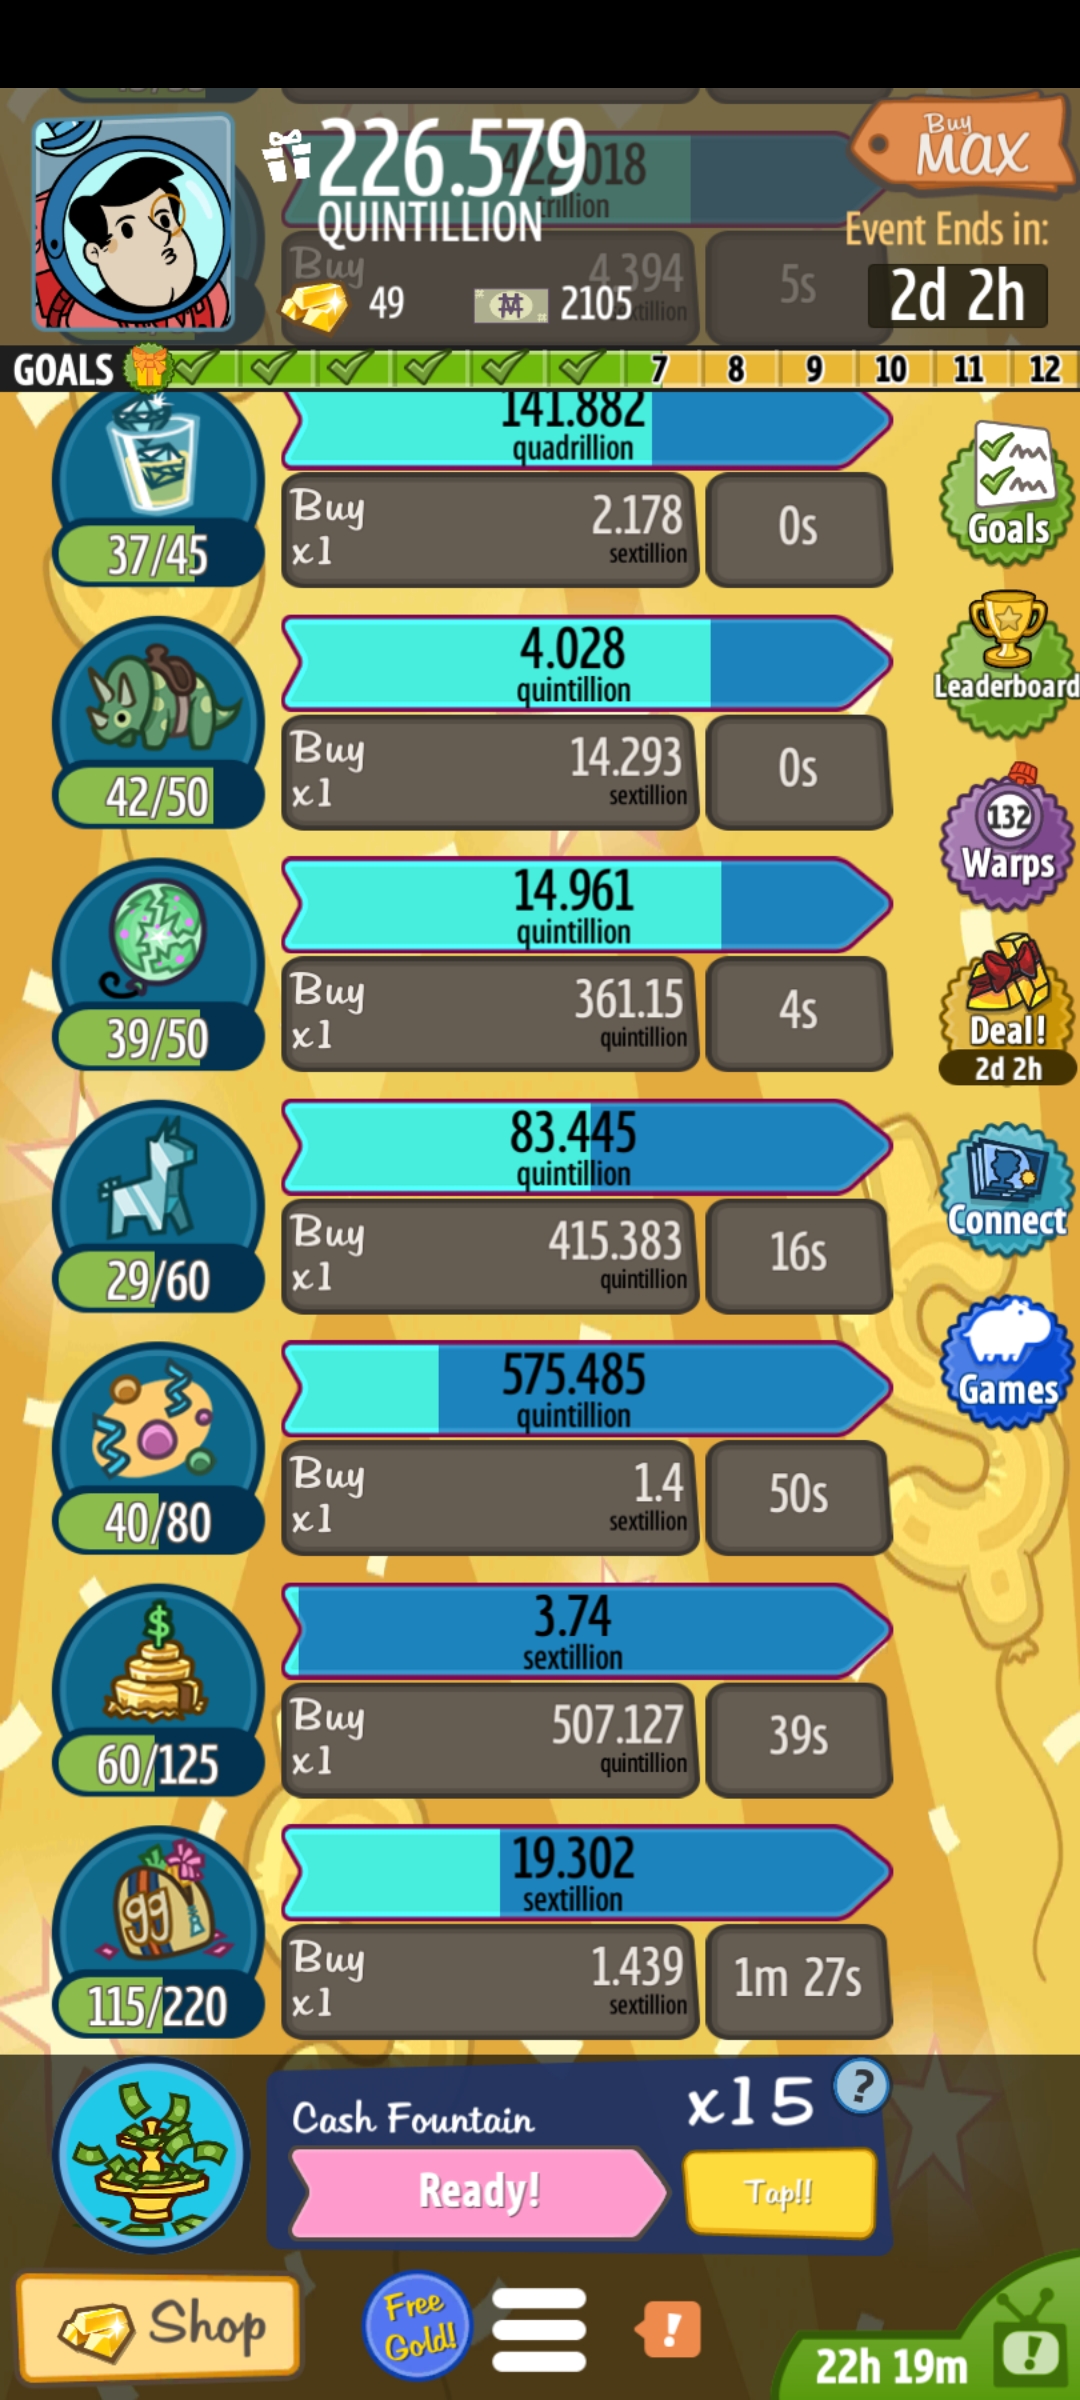 226.579
QUINTILLION
Buy
MAX
422.018
trillion
Event Ends in:
2d 2h
Buy
4.394
5s
49
2105
GOALS
7 8 9 10 11 12
141.882
quadrillion
Buy
x1
2.178
sextillion
0s
37/45
Goals
4.028
quintillion
Buy
x1
14.293
sextillion
0s
42/50
Leaderboard
14.961
quintillion
Buy
x1
361.15
quintillion
4s
39/50
132
Warps
Deal!
2d 2h
83.445
quintillion
Buy
x1
415.383
quintillion
16s
29/60
Connect
575.485
quintillion
Buy
x1
1.4
sextillion
50s
40/80
Games
$
3.74
sextillion
Buy
x1
507.127
quintillion
39s
60/125
99
19.302
sextillion
Buy
x1
1.439
sextillion
1m 27s
115/220
Cash Fountain
x15
?
Ready!
Tap!!
Shop
Free
Gold!
!
22h 19m
!